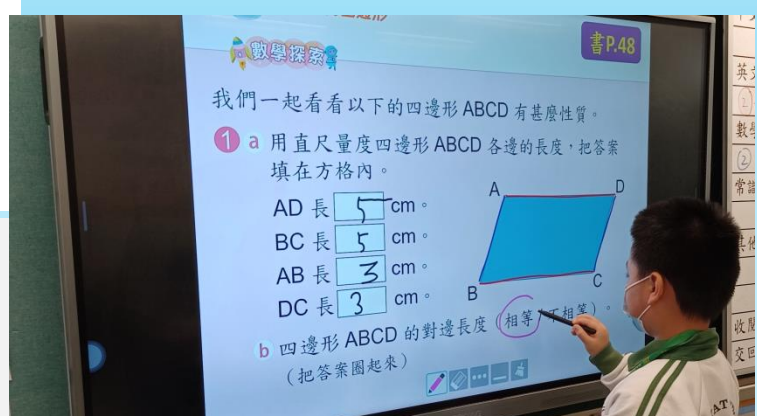 書P.48
數學探索
我們一起看看以下的四邊形 ABCD 有甚麼性質。
1 a 用直尺量度四邊形 ABCD 各邊的長度，把答案
填在方格內。
AD 長 5 cm。
BC 長 5 cm。
AB 長 3 cm。
DC 長 3 cm。
A D
B C
b 四邊形 ABCD 的對邊長度（相等/不相等）。
（把答案圈起來）
英
數學
常
收
交